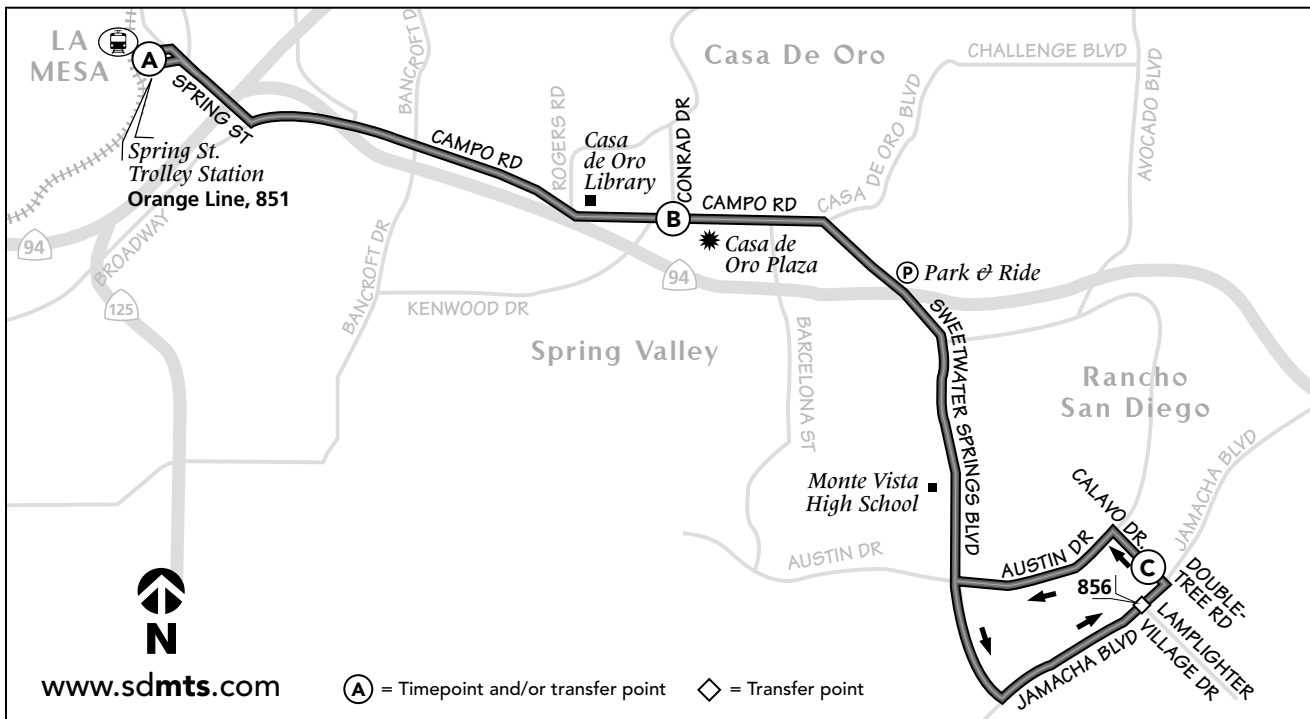 LA
MESA
A
SPRING ST
Spring St.
Trolley Station
Orange Line, 851
94
BROADWAY
125
BANCROFT DR
BANCROFT DR
CAMPO RD
ROGERS RD
Casa
de Oro
Library
CONRAD DR
Casa De Oro
B
CAMPO RD
Casa de
Oro Plaza
CASA DE ORO BLVD
CHALLENGE BLVD
AVOCADO BLVD
P
Park & Ride
94
KENWOOD DR
Spring Valley
BARCELONA ST
SWEETWATER SPRINGS BLVD
Rancho
San Diego
Monte Vista
High School
JAMACHA BLVD
CALAVO DR.
AUSTIN DR
AUSTIN DR
C
DOUBLE-
TREE RD
856
LAMPLIGHTER
VILLAGE DR
JAMACHA BLVD
N
www.sdmts.com
A = Timepoint and/or transfer point
= Transfer point